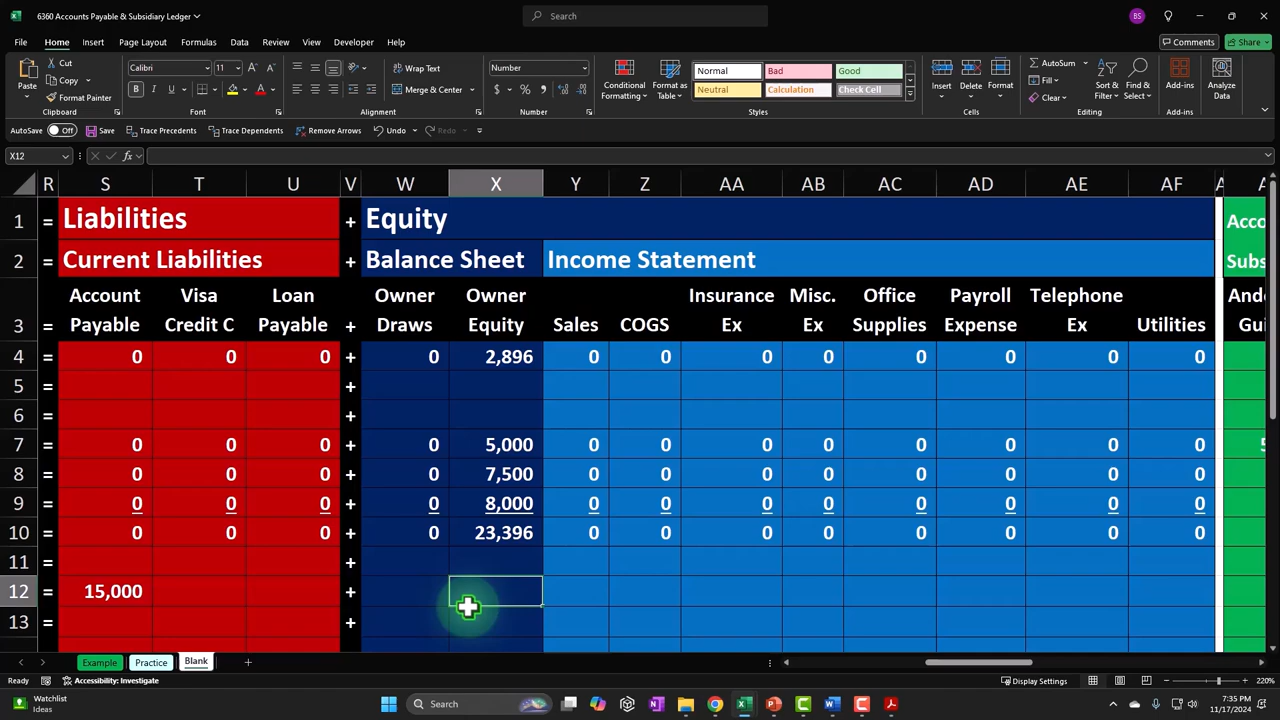 6360 Accounts Payable & Subsidiary Ledger
Search
BS
File Home Insert Draw Page Layout Formulas Data Review View Developer Help
Comments Share
Paste
Cut
Copy
Format Painter
Clipboard
Calibri 11
B I U
Font
Wrap Text
Merge & Center
Alignment
Number
$ % 
Number
Conditional Formatting
Format as Table
Normal Bad Good
Neutral Calculation Check Cell
Styles
Insert Delete Format
Cells
AutoSum
Fill
Clear
Sort & Filter
Find & Select
Editing
Add-ins
Add-ins
Analyze Data
AutoSave Off Save Trace Precedents Trace Dependents Remove Arrows Undo Redo
X12 fx
R S T U V W X Y Z AA AB AC AD AE AF
1 = Liabilities + Equity Acco
2 = Current Liabilities + Balance Sheet Income Statement Subs
Account Visa Loan Owner Owner Insurance Misc. Office Payroll Telephone And
3 = Payable Credit C Payable + Draws Equity Sales COGS Ex Ex Supplies Expense Ex Utilities Gu
4 = 0 0 0 + 0 2,896 0 0 0 0 0 0 0 0
5 = +
6 = +
7 = 0 0 0 + 0 5,000 0 0 0 0 0 0 0 0 5
8 = 0 0 0 + 0 7,500 0 0 0 0 0 0 0 0
9 = 0 0 0 + 0 8,000 0 0 0 0 0 0 0 0
10 = 0 0 0 + 0 23,396 0 0 0 0 0 0 0 0
11 = +
12 = 15,000 +
13 = +
Example Practice Blank
Ready Accessibility: Investigate Display Settings 220%
Watchlist
Ideas
Search
7:35 PM
11/17/2024